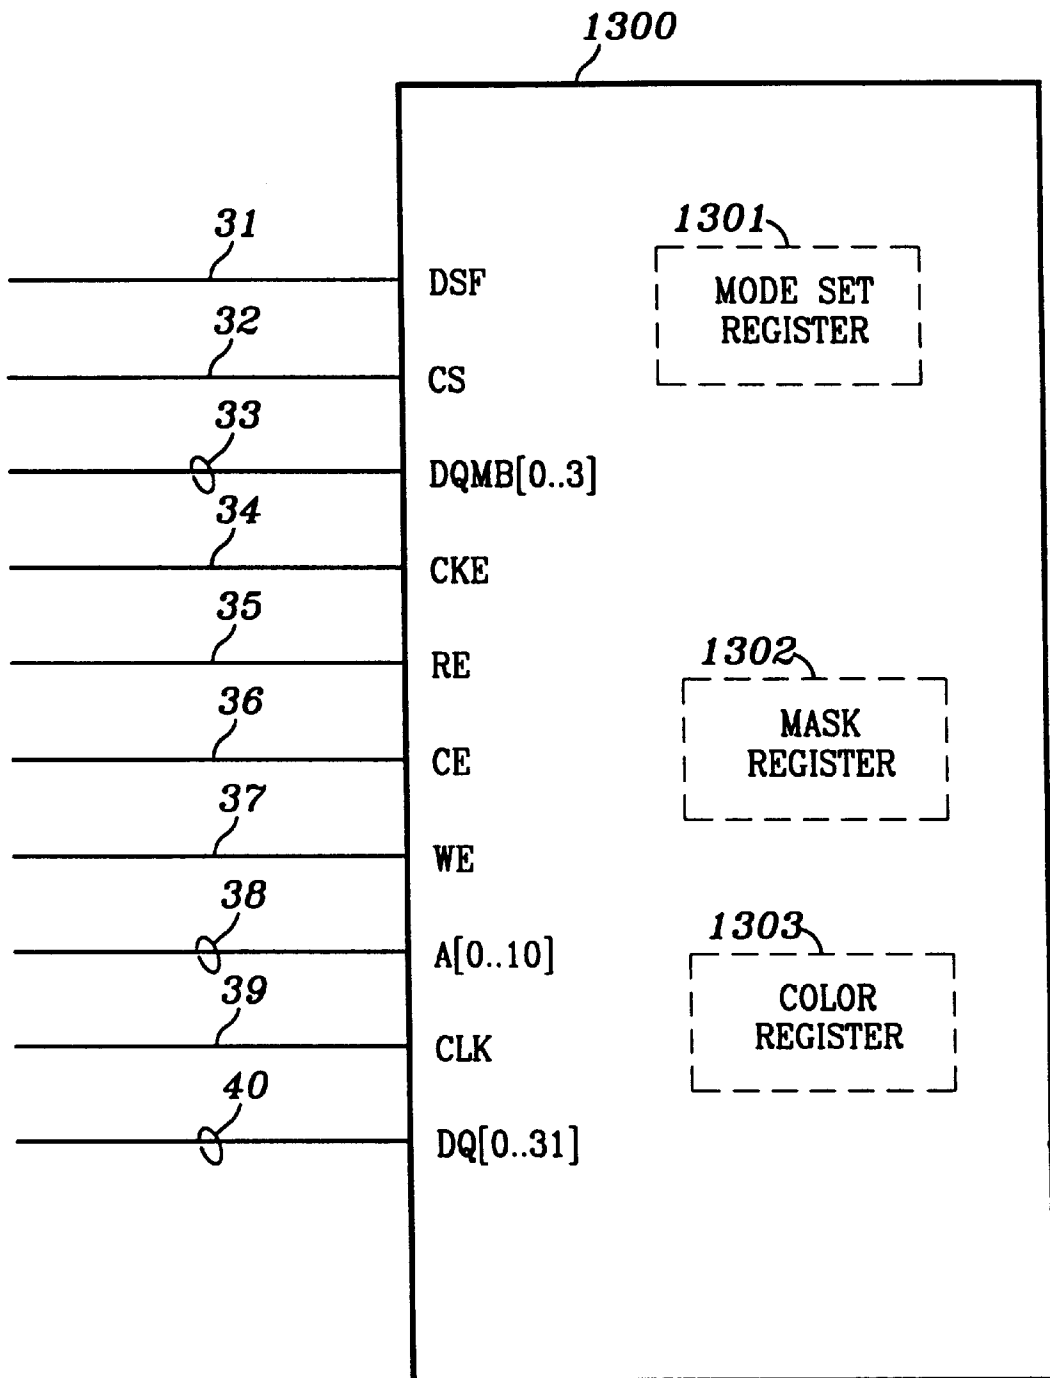 1300
31
DSF
1301
MODE SET
REGISTER
32
CS
33
DQMB[0..3]
34
CKE
35
RE
1302
MASK
REGISTER
36
CE
37
WE
38
A[0..10]
1303
COLOR
REGISTER
39
CLK
40
DQ[0..31]